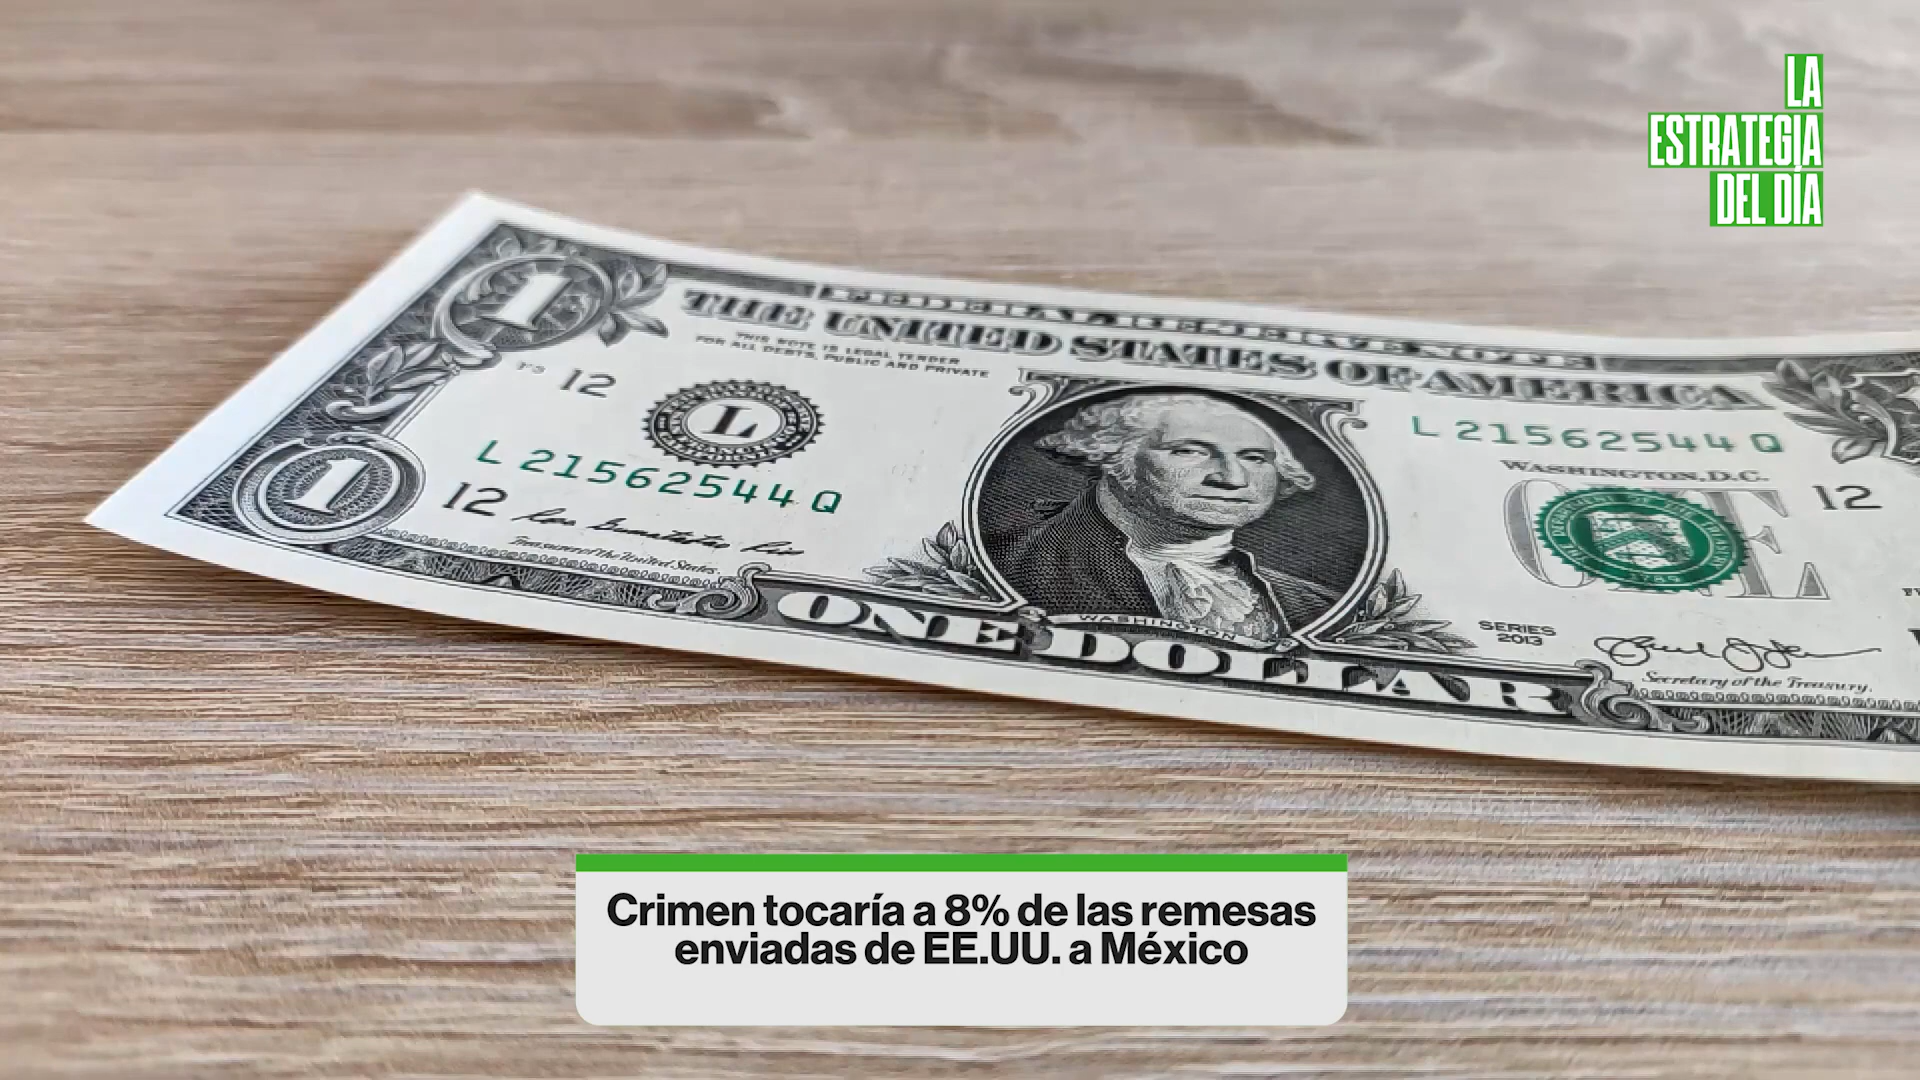 LA
ESTRATEGIA
DEL DÍA
FEDERAL RESERVE NOTE
THE UNITED STATES OF AMERICA
THIS NOTE IS LEGAL TENDER
FOR ALL DEBTS, PUBLIC AND PRIVATE
1
12
L
L 21562544 Q
L 21562544 Q
WASHINGTON, D.C.
12
1
12
Treasurer of the United States.
WASHINGTON
ONE DOLLAR
SERIES
2013
Secretary of the Treasury.
Crimen tocaría a 8% de las remesas
enviadas de EE.UU. a México